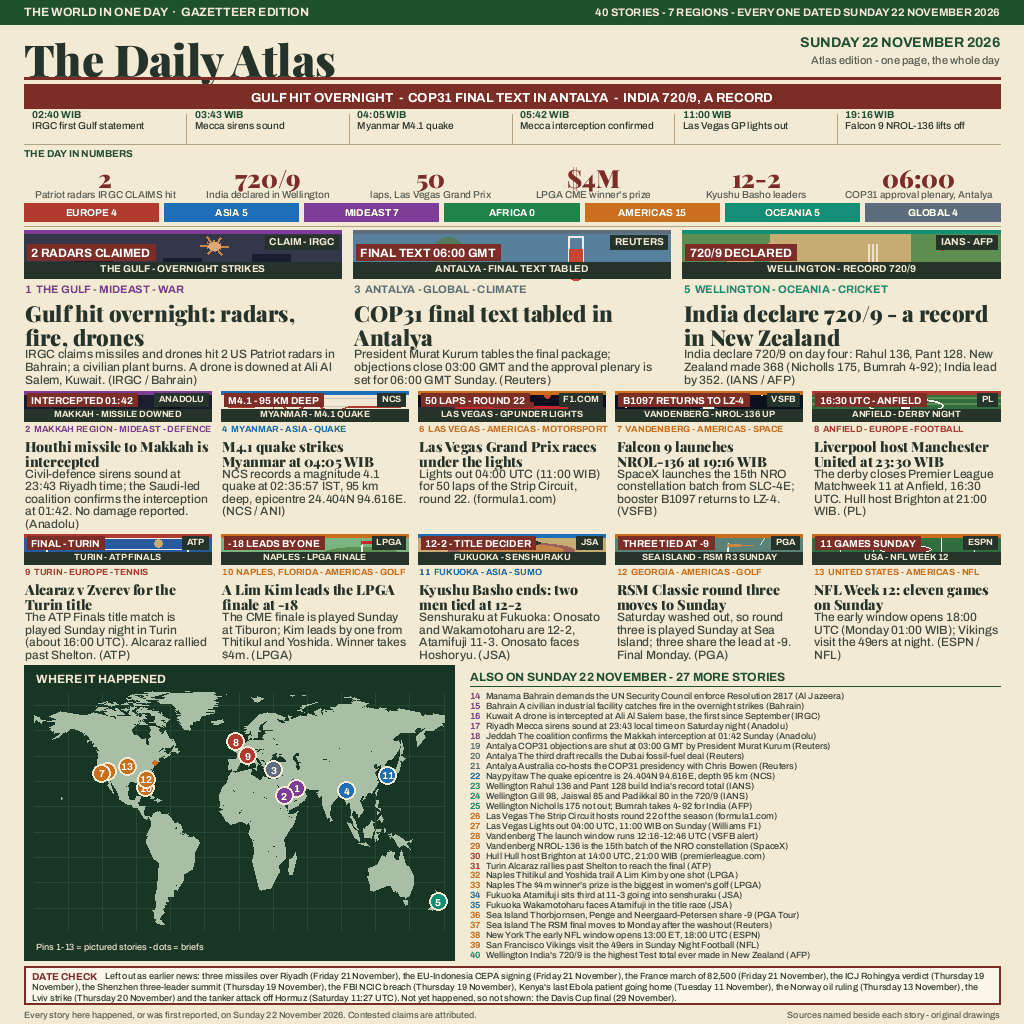 THE WORLD IN ONE DAY · GAZETTEER EDITION
40 STORIES - 7 REGIONS - EVERY ONE DATED SUNDAY 22 NOVEMBER 2026
The Daily Atlas
SUNDAY 22 NOVEMBER 2026
Atlas edition - one page, the whole day
GULF HIT OVERNIGHT - COP31 FINAL TEXT IN ANTALYA - INDIA 720/9, A RECORD
02:40 WIB
IRGC first Gulf statement
03:43 WIB
Mecca sirens sound
04:05 WIB
Myanmar M4.1 quake
05:42 WIB
Mecca interception confirmed
11:00 WIB
Las Vegas GP lights out
19:16 WIB
Falcon 9 NROL-136 lifts off
THE DAY IN NUMBERS
2
Patriot radars IRGC CLAIMS hit
720/9
India declared in Wellington
50
laps, Las Vegas Grand Prix
$4M
LPGA CME winner's prize
12-2
Kyushu Basho leaders
06:00
COP31 approval plenary, Antalya
EUROPE 4
ASIA 5
MIDEAST 7
AFRICA 0
AMERICAS 15
OCEANIA 5
GLOBAL 4
2 RADARS CLAIMED
CLAIM - IRGC
THE GULF - OVERNIGHT STRIKES
1 THE GULF - MIDEAST - WAR
Gulf hit overnight: radars,
fire, drones
IRGC claims missiles and drones hit 2 US Patriot radars in
Bahrain; a civilian plant burns. A drone is downed at Ali Al
Salem, Kuwait. (IRGC / Bahrain)
FINAL TEXT 06:00 GMT
REUTERS
ANTALYA - FINAL TEXT TABLED
3 ANTALYA - GLOBAL - CLIMATE
COP31 final text tabled in
Antalya
President Murat Kurum tables the final package;
objections close 03:00 GMT and the approval plenary is
set for 06:00 GMT Sunday. (Reuters)
720/9 DECLARED
IANS - AFP
WELLINGTON - RECORD 720/9
5 WELLINGTON - OCEANIA - CRICKET
India declare 720/9 - a record
in New Zealand
India declare 720/9 on day four: Rahul 136, Pant 128. New
Zealand made 368 (Nicholls 175, Bumrah 4-92); India lead
by 352. (IANS / AFP)
INTERCEPTED 01:42
ANADOLU
MAKKAH - MISSILE DOWNED
2 MAKKAH REGION - MIDEAST - DEFENCE
Houthi missile to Makkah is
intercepted
Civil-defence sirens sound at
23:43 Riyadh time; the Saudi-led
coalition confirms the interception
at 01:42. No damage reported.
(Anadolu)
M4.1 - 95 KM DEEP
NCS
MYANMAR - M4.1 QUAKE
4 MYANMAR - ASIA - QUAKE
M4.1 quake strikes
Myanmar at 04:05 WIB
NCS records a magnitude 4.1
quake at 02:35:57 IST, 95 km
deep, epicentre 24.404N 94.616E.
(NCS / ANI)
50 LAPS - ROUND 22
F1.COM
LAS VEGAS - GP UNDER LIGHTS
6 LAS VEGAS - AMERICAS - MOTORSPORT
Las Vegas Grand Prix races
under the lights
Lights out 04:00 UTC (11:00 WIB)
for 50 laps of the Strip Circuit,
round 22. (formula1.com)
B1097 RETURNS TO LZ-4
VSFB
VANDENBERG - NROL-136 UP
7 VANDENBERG - AMERICAS - SPACE
Falcon 9 launches
NROL-136 at 19:16 WIB
SpaceX launches the 15th NRO
constellation batch from SLC-4E;
booster B1097 returns to LZ-4.
(VSFB)
16:30 UTC - ANFIELD
PL
ANFIELD - DERBY NIGHT
8 ANFIELD - EUROPE - FOOTBALL
Liverpool host Manchester
United at 23:30 WIB
The derby closes Premier League
Matchweek 11 at Anfield, 16:30
UTC. Hull host Brighton at 21:00
WIB. (PL)
FINAL - TURIN
ATP
TURIN - ATP FINALS
9 TURIN - EUROPE - TENNIS
Alcaraz v Zverev for the
Turin title
The ATP Finals title match is
played Sunday night in Turin
(about 16:00 UTC). Alcaraz rallied
past Shelton. (ATP)
-18 LEADS BY ONE
LPGA
NAPLES - LPGA FINALE
10 NAPLES, FLORIDA - AMERICAS - GOLF
A Lim Kim leads the LPGA
finale at -18
The CME finale is played Sunday
at Tiburon; Kim leads by one from
Thitikul and Yoshida. Winner takes
$4m. (LPGA)
12-2 - TITLE DECIDER
JSA
FUKUOKA - SENSHURAKU
11 FUKUOKA - ASIA - SUMO
Kyushu Basho ends: two
men tied at 12-2
Senshuraku at Fukuoka: Onosato
and Wakamotoharu are 12-2,
Atamifuji 11-3. Onosato faces
Hoshoryu. (JSA)
THREE TIED AT -9
PGA
SEA ISLAND - RSM R3 SUNDAY
12 GEORGIA - AMERICAS - GOLF
RSM Classic round three
moves to Sunday
Saturday washed out, so round
three is played Sunday at Sea
Island; three share the lead at -9.
Final Monday. (PGA)
11 GAMES SUNDAY
ESPN
USA - NFL WEEK 12
13 UNITED STATES - AMERICAS - NFL
NFL Week 12: eleven games
on Sunday
The early window opens 18:00
UTC (Monday 01:00 WIB); Vikings
visit the 49ers at night. (ESPN /
NFL)
WHERE IT HAPPENED
8
9
3
13
7
12
10
1
2
4
11
5
Pins 1-13 = pictured stories - dots = briefs
ALSO ON SUNDAY 22 NOVEMBER - 27 MORE STORIES
14 Manama Bahrain demands the UN Security Council enforce Resolution 2817 (Al Jazeera)
15 Bahrain A civilian industrial facility catches fire in the overnight strikes (Bahrain)
16 Kuwait A drone is intercepted at Ali Al Salem base, the first since September (IRGC)
17 Riyadh Mecca sirens sound at 23:43 local time on Saturday night (Anadolu)
18 Jeddah The coalition confirms the Makkah interception at 01:42 Sunday (Anadolu)
19 Antalya COP31 objections are shut at 03:00 GMT by President Murat Kurum (Reuters)
20 Antalya The third draft recalls the Dubai fossil-fuel deal (Reuters)
21 Antalya Australia co-hosts the COP31 presidency with Chris Bowen (Reuters)
22 Naypyitaw The quake epicentre is 24.404N 94.616E, depth 95 km (NCS)
23 Wellington Rahul 136 and Pant 128 build India's record total (IANS)
24 Wellington Gill 98, Jaiswal 85 and Padikkal 80 in the 720/9 (IANS)
25 Wellington Nicholls 175 not out; Bumrah takes 4-92 for India (AFP)
26 Las Vegas The Strip Circuit hosts round 22 of the season (formula1.com)
27 Las Vegas Lights out 04:00 UTC, 11:00 WIB on Sunday (Williams F1)
28 Vandenberg The launch window runs 12:16-12:46 UTC (VSFB alert)
29 Vandenberg NROL-136 is the 15th batch of the NRO constellation (SpaceX)
30 Hull Hull host Brighton at 14:00 UTC, 21:00 WIB (premierleague.com)
31 Turin Alcaraz rallies past Shelton to reach the final (ATP)
32 Naples Thitikul and Yoshida trail A Lim Kim by one shot (LPGA)
33 Naples The $4m winner's prize is the biggest in women's golf (LPGA)
34 Fukuoka Atamifuji sits third at 11-3 going into senshuraku (JSA)
35 Fukuoka Wakamotoharu faces Atamifuji in the title race (JSA)
36 Sea Island Thorbjornsen, Penge and Neergaard-Petersen share -9 (PGA Tour)
37 Sea Island The RSM final moves to Monday after the washout (Reuters)
38 New York The early NFL window opens 13:00 ET, 18:00 UTC (ESPN)
39 San Francisco Vikings visit the 49ers in Sunday Night Football (NFL)
40 Wellington India's 720/9 is the highest Test total ever made in New Zealand (AFP)
DATE CHECK Left out as earlier news: three missiles over Riyadh (Friday 21 November), the EU-Indonesia CEPA signing (Friday 21 November), the France march of 82,500 (Friday 21 November), the ICJ Rohingya verdict (Thursday 19
November), the Shenzhen three-leader summit (Thursday 19 November), the FBI NCIC breach (Thursday 19 November), Kenya's last Ebola patient going home (Tuesday 11 November), the Norway oil ruling (Thursday 13 November), the
Lviv strike (Thursday 20 November) and the tanker attack off Hormuz (Saturday 11:27 UTC). Not yet happened, so not shown: the Davis Cup final (29 November).
Every story here happened, or was first reported, on Sunday 22 November 2026. Contested claims are attributed.
Sources named beside each story - original drawings